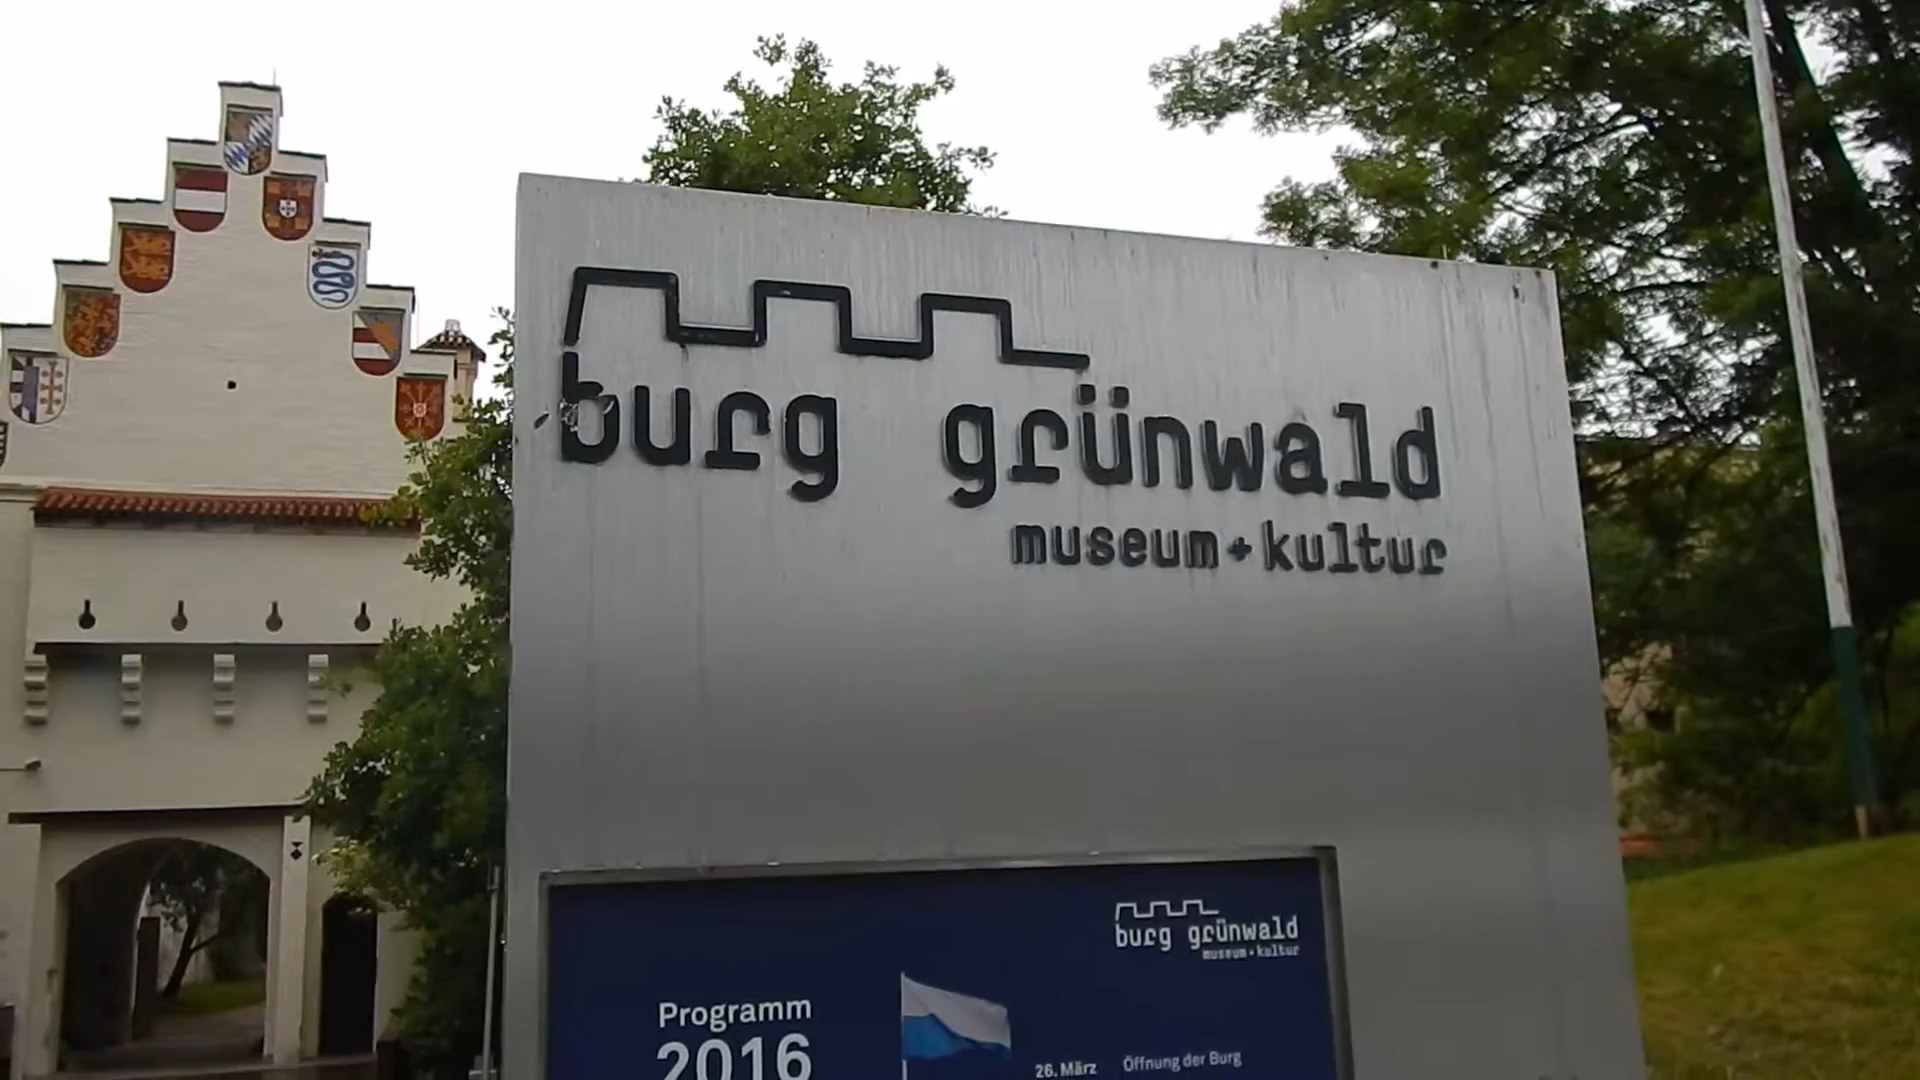 burg grünwald
museum+kultur
burg grünwald
museum+kultur
Programm
2016
26. März Öffnung der Burg